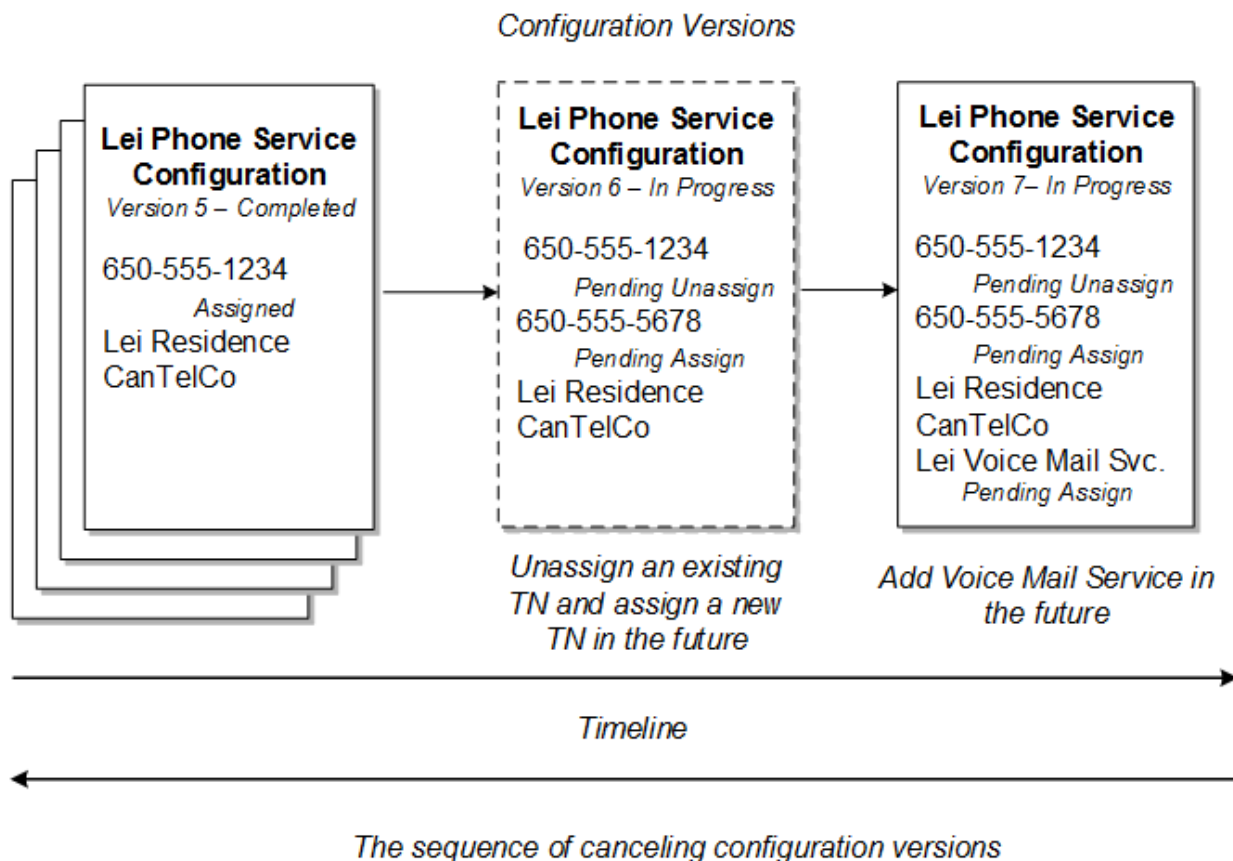 Configuration Versions
Lei Phone Service
Configuration
Version 5 – Completed
650-555-1234
Assigned
Lei Residence
CanTelCo
Lei Phone Service
Configuration
Version 6 – In Progress
650-555-1234
Pending Unassign
650-555-5678
Pending Assign
Lei Residence
CanTelCo
Unassign an existing
TN and assign a new
TN in the future
Lei Phone Service
Configuration
Version 7– In Progress
650-555-1234
Pending Unassign
650-555-5678
Pending Assign
Lei Residence
CanTelCo
Lei Voice Mail Svc.
Pending Assign
Add Voice Mail Service in
the future
Timeline
The sequence of canceling configuration versions